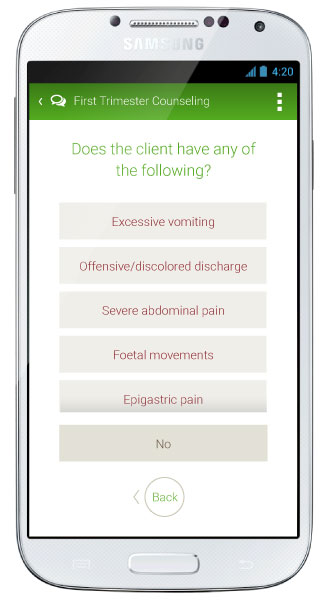 SAMSUNG
4:20
First Trimester Counseling
Does the client have any of
the following?
Excessive vomiting
Offensive/discolored discharge
Severe abdominal pain
Foetal movements
Epigastric pain
No
Back